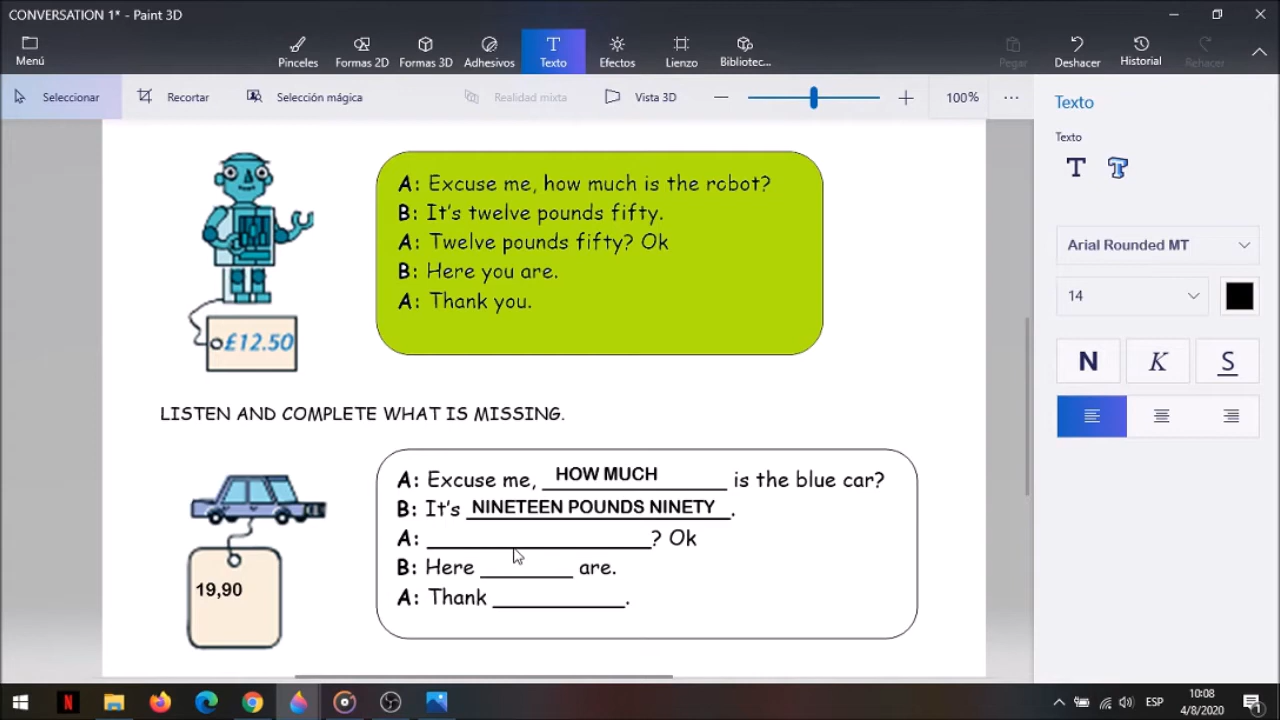 CONVERSATION 1* - Paint 3D
Menú
Pinceles
Formas 2D
Formas 3D
Adhesivos
Texto
Efectos
Lienzo
Bibliotec...
Pegar
Deshacer
Historial
Rehacer
Seleccionar
Recortar
Selección mágica
Realidad mixta
Vista 3D
100%
Texto
Texto
Arial Rounded MT
14
N K S
A: Excuse me, how much is the robot?
B: It's twelve pounds fifty.
A: Twelve pounds fifty? Ok
B: Here you are.
A: Thank you.
£12.50
LISTEN AND COMPLETE WHAT IS MISSING.
A: Excuse me, HOW MUCH is the blue car?
B: It's NINETEEN POUNDS NINETY.
A: ____________________? Ok
B: Here ________ are.
A: Thank ____________.
19,90
ESP
10:08
4/8/2020